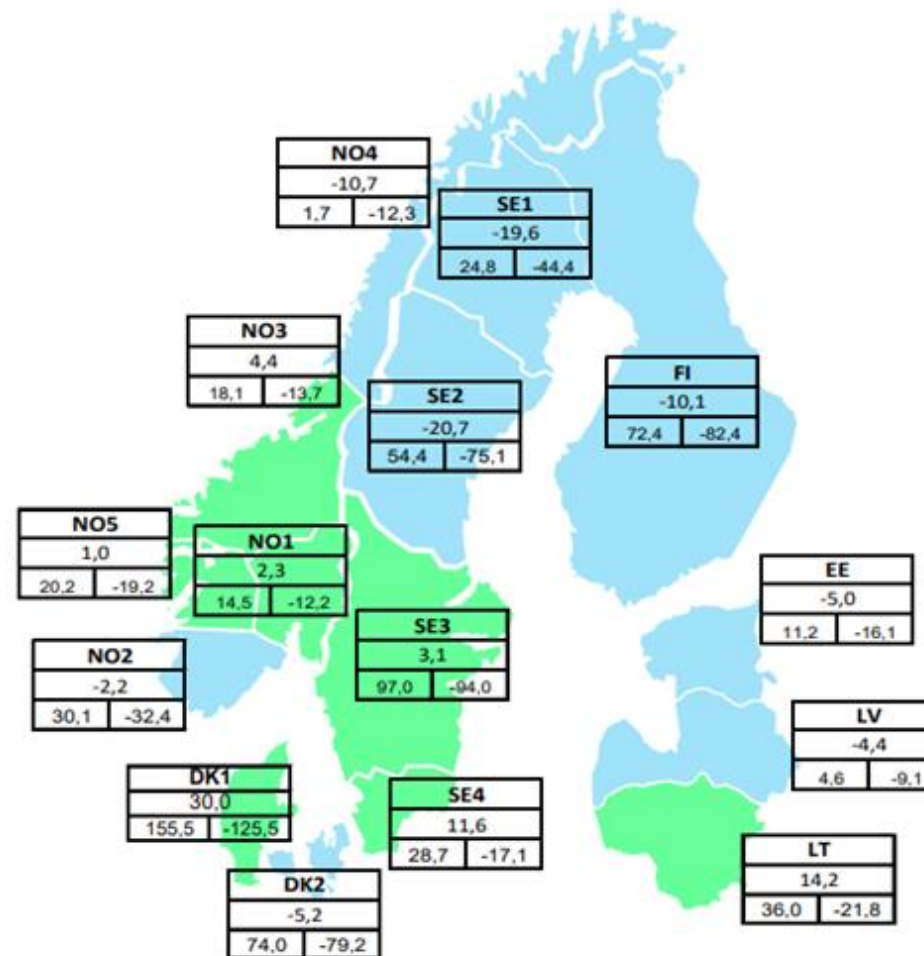 NO4
-10,7
1,7 -12,3
SE1
-19,6
24,8 -44,4
NO3
4,4
18,1 -13,7
SE2
-20,7
54,4 -75,1
FI
-10,1
72,4 -82,4
NO5
1,0
20,2 -19,2
NO1
2,3
14,5 -12,2
EE
-5,0
11,2 -16,1
SE3
3,1
97,0 -94,0
NO2
-2,2
30,1 -32,4
LV
-4,4
4,6 -9,1
DK1
30,0
155,5 -125,5
SE4
11,6
28,7 -17,1
LT
14,2
36,0 -21,8
DK2
-5,2
74,0 -79,2